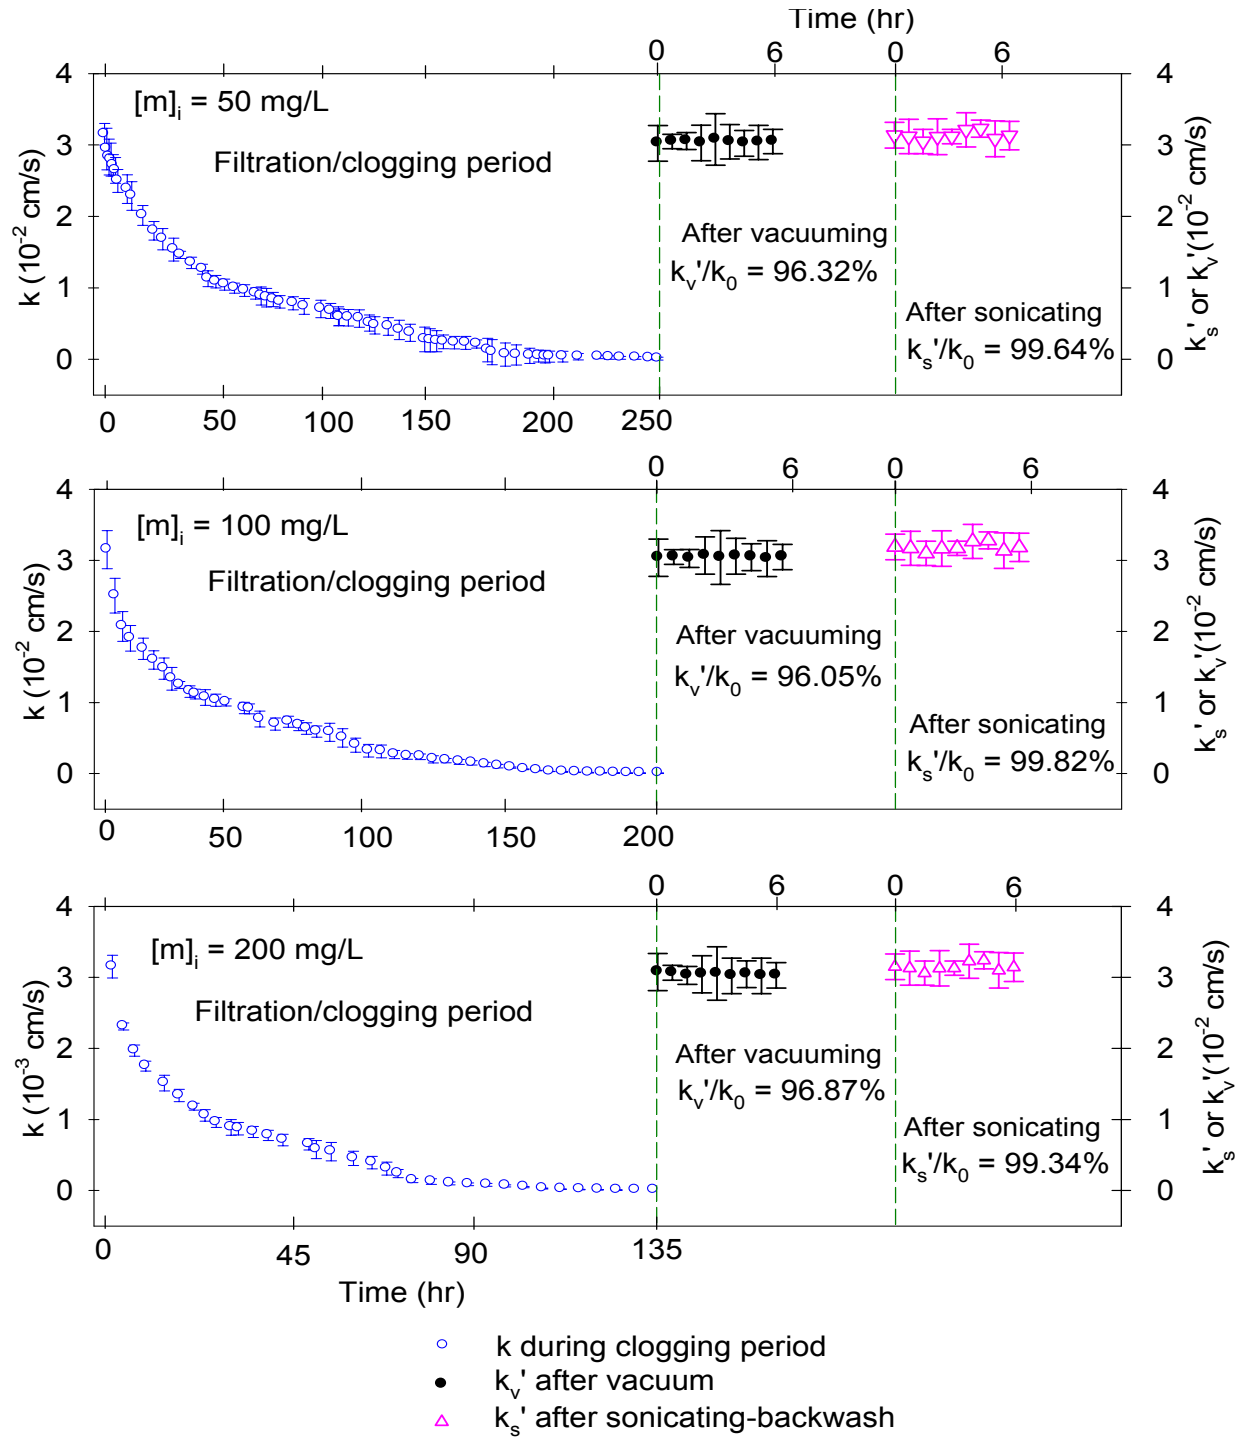 Time (hr)
0 6 0 6
4 4
[m]i = 50 mg/L
3 3
Filtration/clogging period
2 2
After vacuuming
kv'/k0 = 96.32%
1 1
After sonicating
ks'/k0 = 99.64%
0 0
k (10-2 cm/s)
ks' or kv'(10-2 cm/s)
0 50 100 150 200 250
0 6 0 6
4 4
[m]i = 100 mg/L
3 3
Filtration/clogging period
2 2
After vacuuming
kv'/k0 = 96.05%
1 1
After sonicating
ks'/k0 = 99.82%
0 0
k (10-2 cm/s)
ks' or kv'(10-2 cm/s)
0 50 100 150 200
0 6 0 6
4 4
[m]i = 200 mg/L
3 3
Filtration/clogging period
2 2
After vacuuming
kv'/k0 = 96.87%
1 1
After sonicating
ks'/k0 = 99.34%
0 0
k (10-3 cm/s)
ks' or kv'(10-2 cm/s)
0 45 90 135
Time (hr)
k during clogging period
kv' after vacuum
ks' after sonicating-backwash